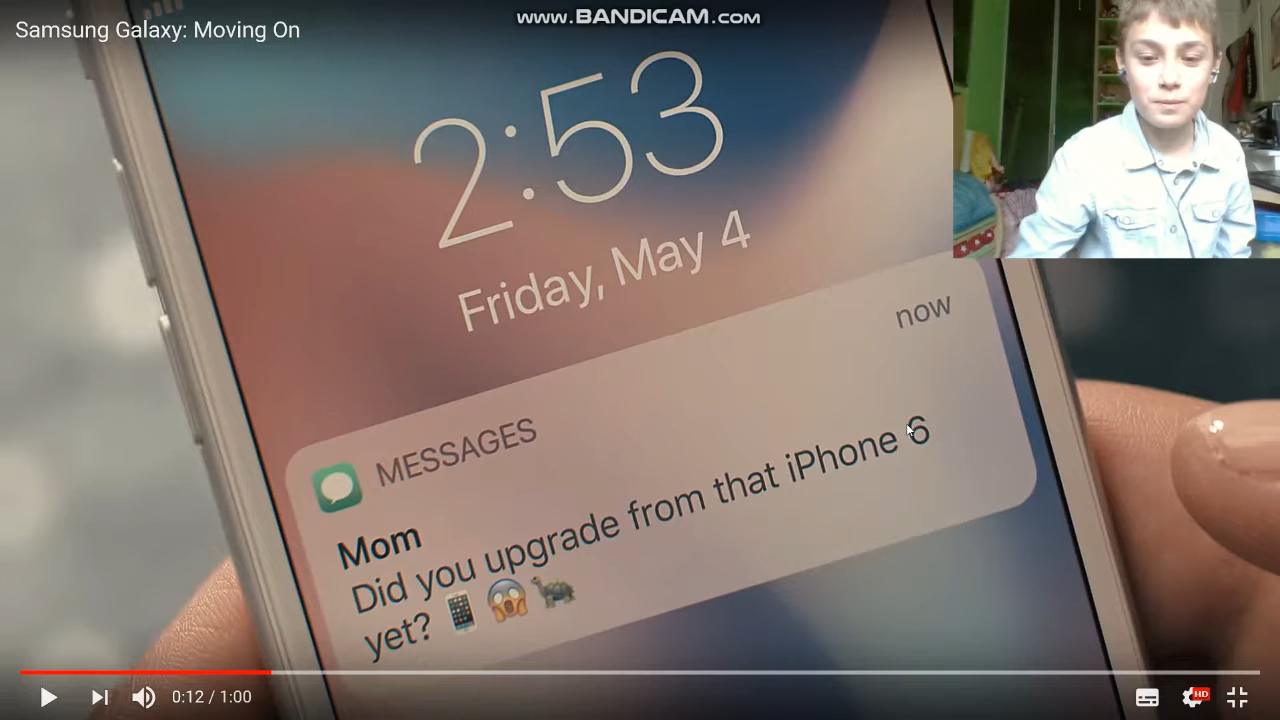 www.BANDICAM.com
Samsung Galaxy: Moving On
2:53
Friday, May 4
now
MESSAGES
Mom
Did you upgrade from that iPhone 6
yet? 📱😱🐢
0:12 / 1:00
HD